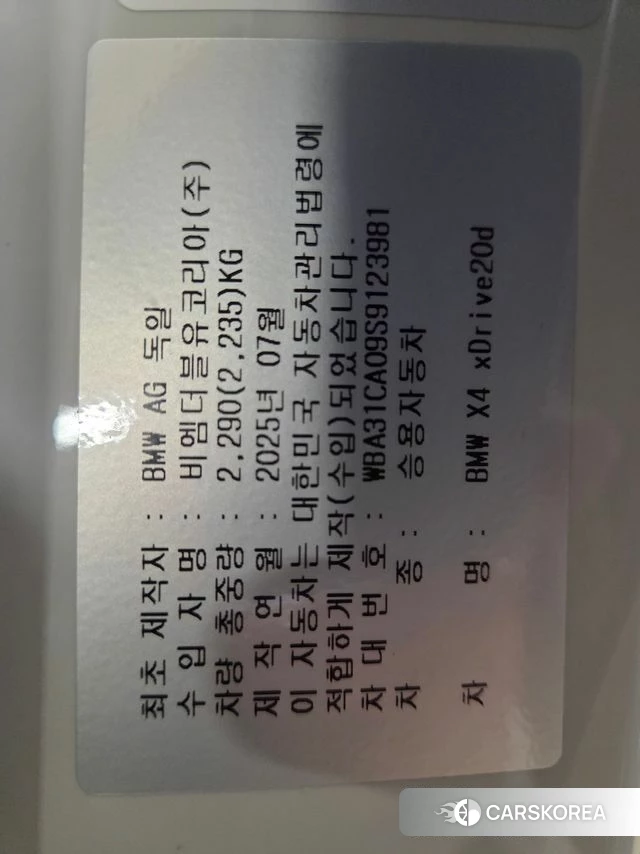 최초 제작자 : BMW AG 독일
수 입 자 명 : 비엠더블유코리아(주)
차량 총중량 : 2,290(2,235)KG
제 작 연 월 : 2025년 07월
이 자동차는 대한민국 자동차관리법령에
적합하게 제작(수입)되었습니다.
차 대 번 호 : WBA31CA09S9123981
차 종 : 승용자동차
차 명 : BMW X4 xDrive20d
CARSKOREA